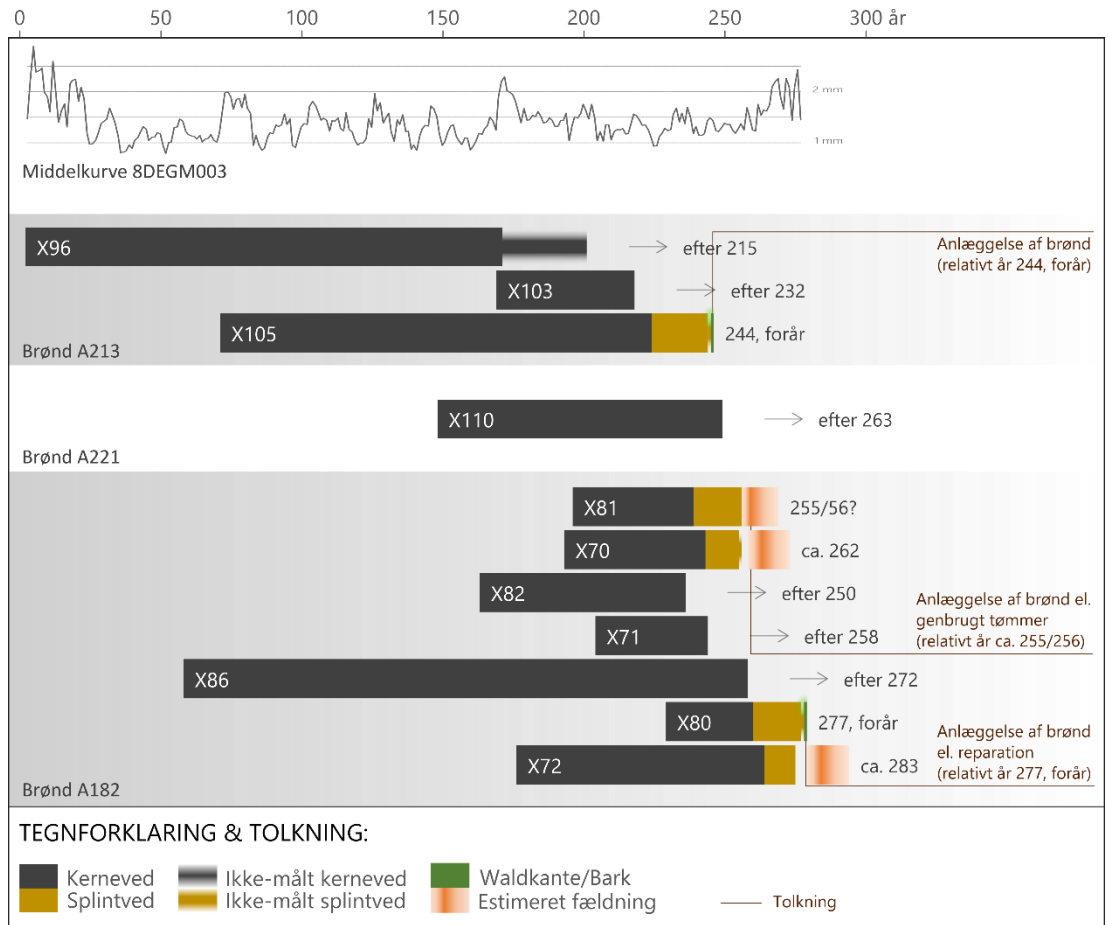 0 50 100 150 200 250 300 år
2 mm
1 mm
Middelkurve 8DEGM003
X96 efter 215
Anlæggelse af brønd
(relativt år 244, forår)
X103 efter 232
X105 244, forår
Brønd A213
X110 efter 263
Brønd A221
X81 255/56?
X70 ca. 262
X82 efter 250
X71 efter 258
Anlæggelse af brønd el.
genbrugt tømmer
(relativt år ca. 255/256)
X86 efter 272
X80 277, forår
X72 ca. 283
Anlæggelse af brønd
el. reparation
(relativt år 277, forår)
Brønd A182
TEGNFORKLARING & TOLKNING:
Kerneved Ikke-målt kerneved Waldkante/Bark
Splintved Ikke-målt splintved Estimeret fældning Tolkning